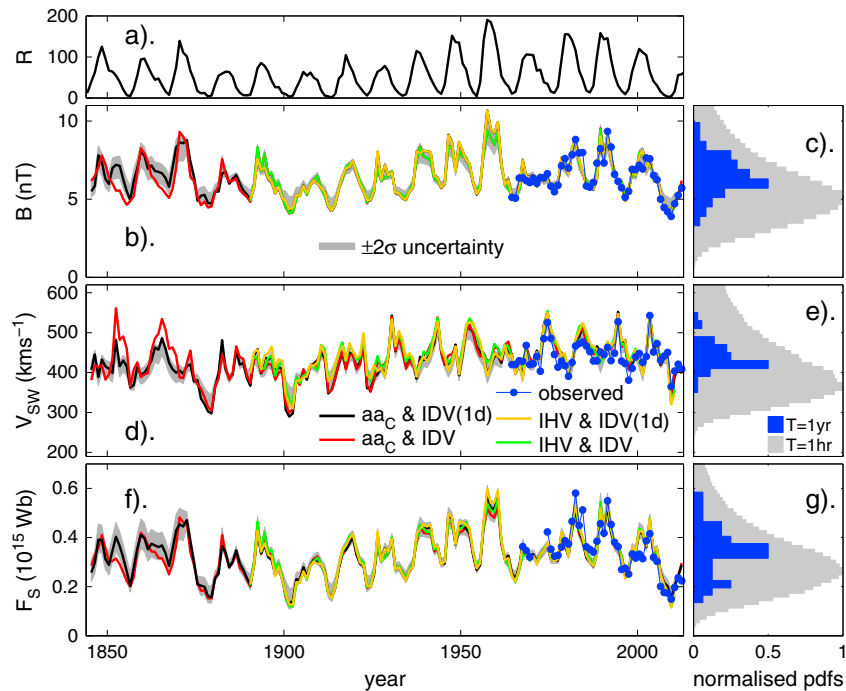 a).
R
200
100
0
b).
B (nT)
10
5
0
±2σ uncertainty
c).
d).
V_SW (kms⁻¹)
600
500
400
300
200
observed
aa_C & IDV(1d)
aa_C & IDV
IHV & IDV(1d)
IHV & IDV
e).
T=1yr
T=1hr
f).
F_S (10¹⁵ Wb)
0.6
0.4
0.2
0
g).
1850
1900
1950
2000
year
0
0.5
1
normalised pdfs